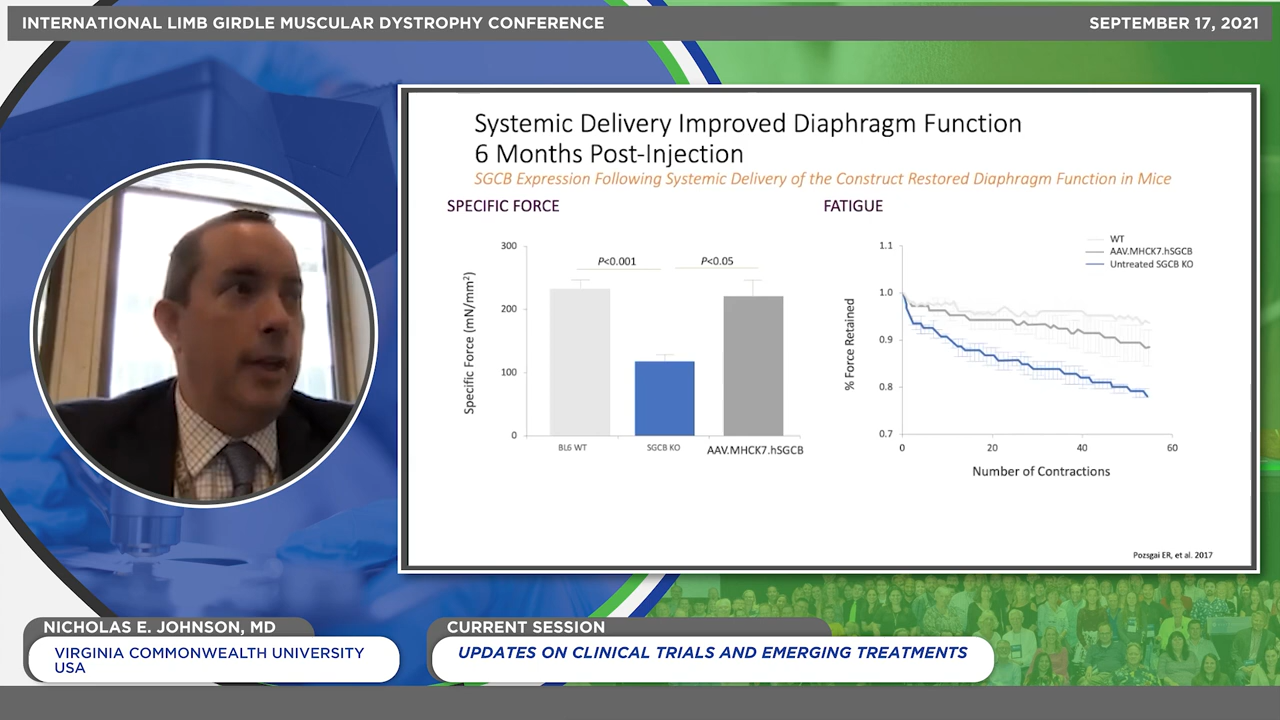 INTERNATIONAL LIMB GIRDLE MUSCULAR DYSTROPHY CONFERENCE
SEPTEMBER 17, 2021
Systemic Delivery Improved Diaphragm Function
6 Months Post-Injection
SGCB Expression Following Systemic Delivery of the Construct Restored Diaphragm Function in Mice
SPECIFIC FORCE
Specific Force (mN/mm²)
300
200
100
0
P<0.001
P<0.05
BL6 WT
SGCB KO
AAV.MHCK7.hSGCB
FATIGUE
WT
AAV.MHCK7.hSGCB
Untreated SGCB KO
% Force Retained
1.1
1.0
0.9
0.8
0.7
0
20
40
60
Number of Contractions
Pozsgai ER, et al. 2017
NICHOLAS E. JOHNSON, MD
VIRGINIA COMMONWEALTH UNIVERSITY
USA
CURRENT SESSION
UPDATES ON CLINICAL TRIALS AND EMERGING TREATMENTS